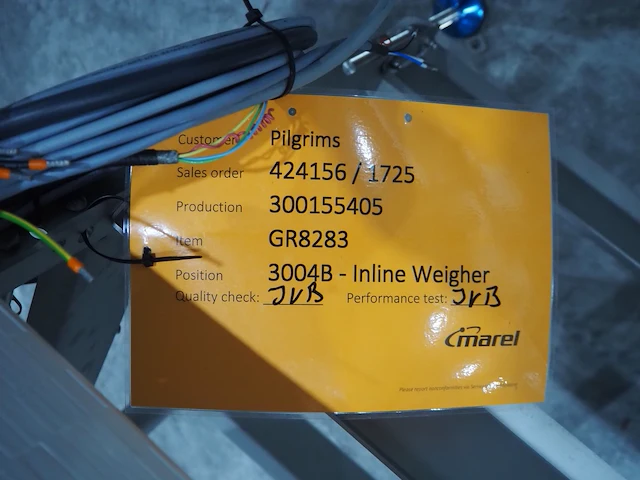 Customer Pilgrims
Sales order 424156 / 1725
Production 300155405
Item GR8283
Position 3004B - Inline Weigher
Quality check: JVB Performance test: JVB
marel